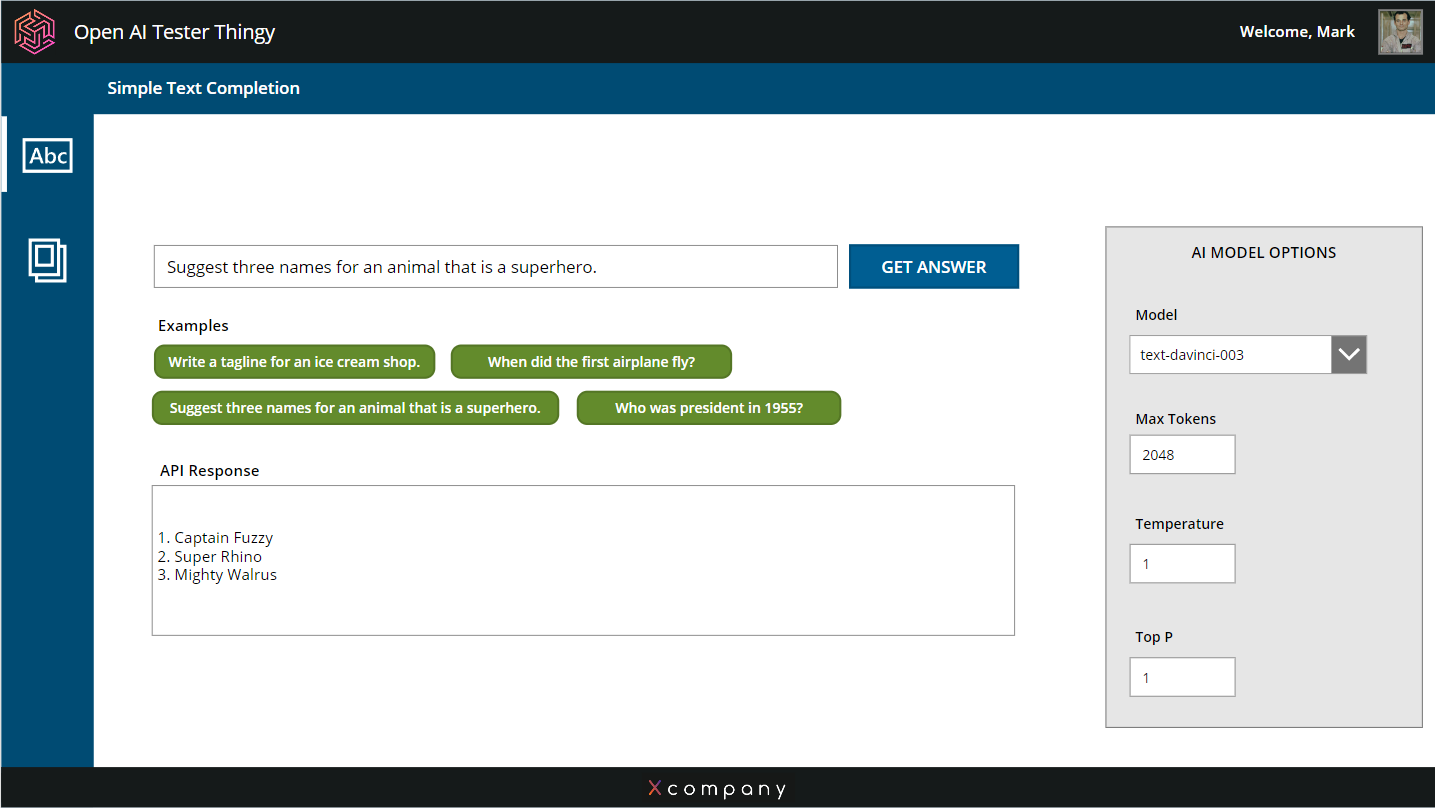 Open AI Tester Thingy
Welcome, Mark
Simple Text Completion
Abc
Suggest three names for an animal that is a superhero.
GET ANSWER
Examples
Write a tagline for an ice cream shop.
When did the first airplane fly?
Suggest three names for an animal that is a superhero.
Who was president in 1955?
API Response
1. Captain Fuzzy
2. Super Rhino
3. Mighty Walrus
AI MODEL OPTIONS
Model
text-davinci-003
Max Tokens
2048
Temperature
1
Top P
1
Xcompany